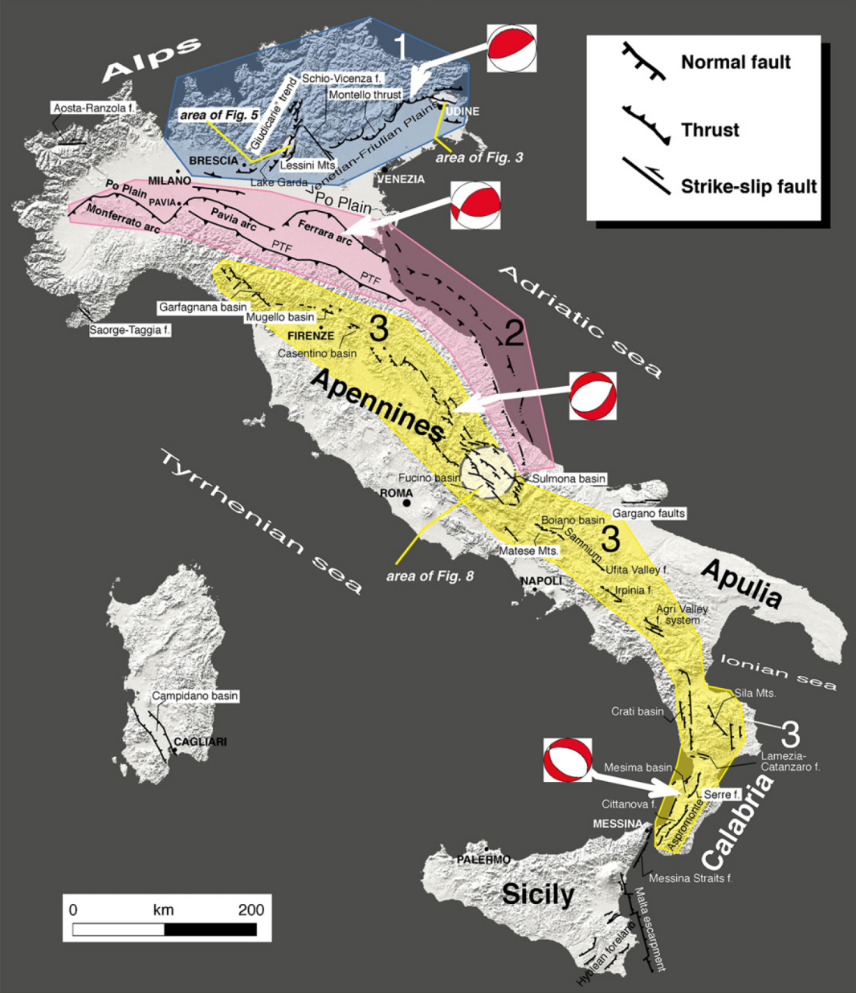 Alps
1
Normal fault
Thrust
Strike-slip fault
Aosta-Ranzola f.
Schio-Vicenza f.
Montello thrust
Giudicarie" trend
area of Fig. 5
UDINE
area of Fig. 3
BRESCIA
Lessini Mts.
Venetian-Friulian Plain
Lake Garda
VENEZIA
MILANO
Po Plain
Po Plain
PAVIA
Monferrato arc
Pavia arc
Ferrara arc
PTF
PTF
Adriatic sea
2
Garfagnana basin
Mugello basin
3
FIRENZE
Casentino basin
Saorge-Taggia f.
Apennines
Tyrrhenian sea
Fucino basin
Sulmona basin
ROMA
Gargano faults
Boiano basin
3
Matese Mts.
Samnium
area of Fig. 8
Ufita Valley f.
NAPOLI
Irpinia f.
Apulia
Agri Valley
f. system
Ionian sea
Campidano basin
CAGLIARI
Sila Mts.
Crati basin
3
Lamezia-
Catanzaro f.
Mesima basin
Serre f.
Cittanova f.
Aspromonte
MESSINA
Calabria
PALERMO
Messina Straits f.
Sicily
Malta escarpment
Hyblean foreland
0 km 200